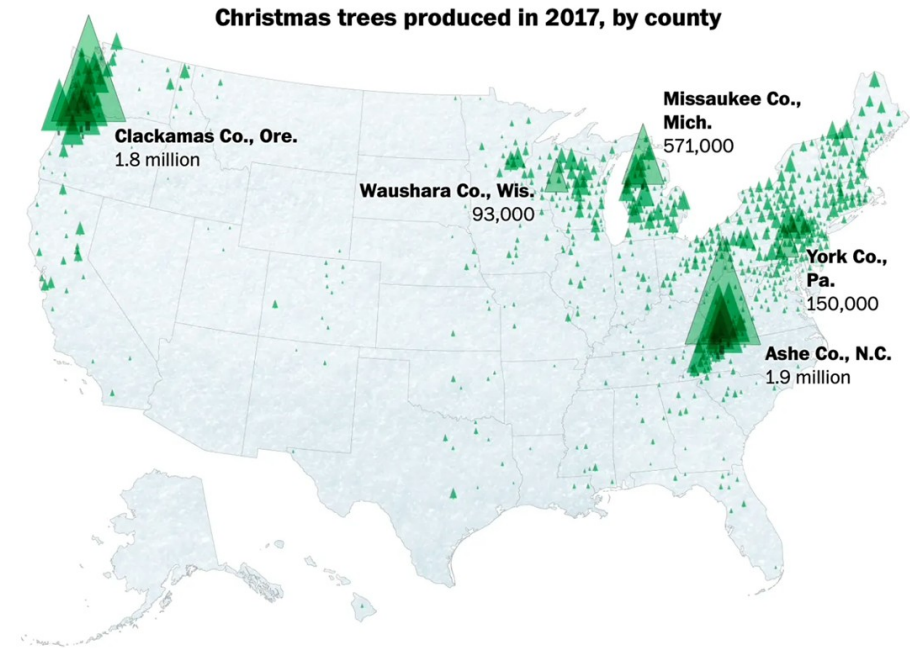 Christmas trees produced in 2017, by county
Missaukee Co.,
Mich.
571,000
Clackamas Co., Ore.
1.8 million
Waushara Co., Wis.
93,000
York Co.,
Pa.
150,000
Ashe Co., N.C.
1.9 million